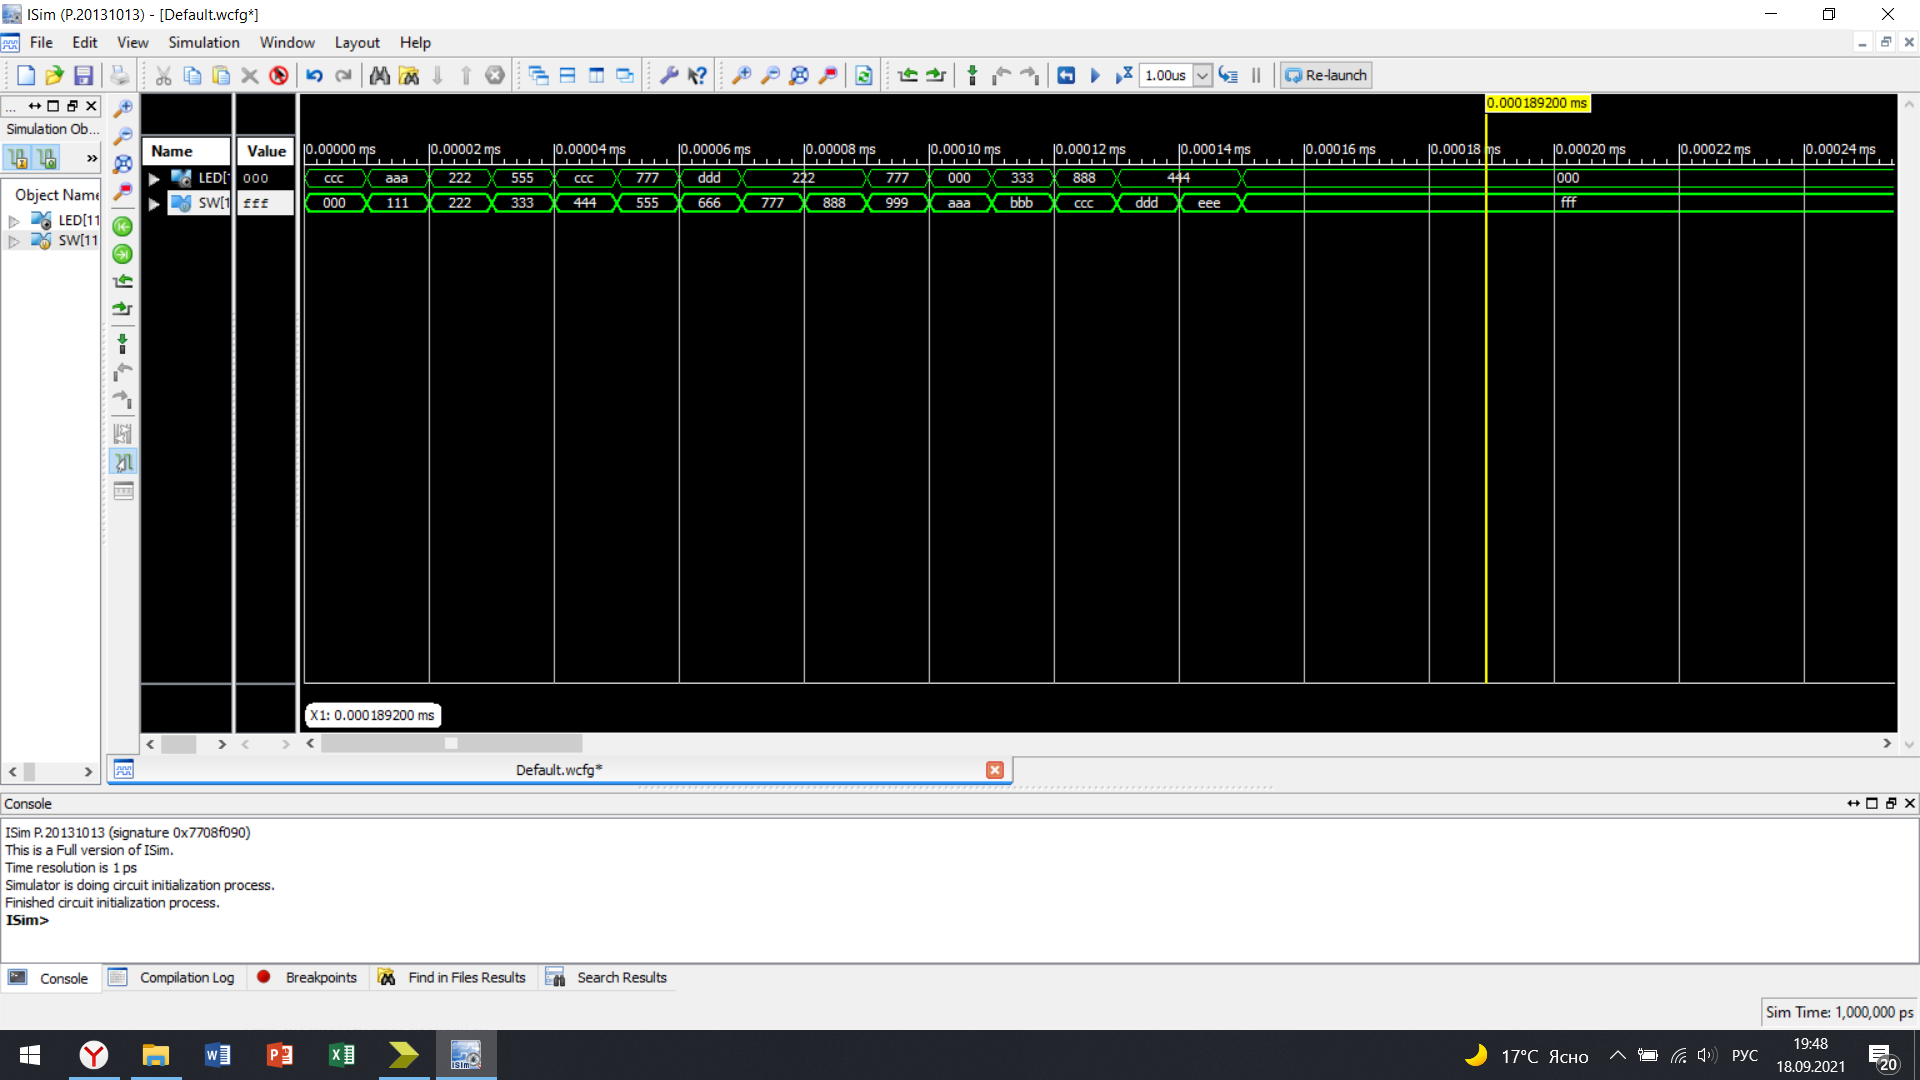 ISim (P.20131013) - [Default.wcfg*]
File Edit View Simulation Window Layout Help
1.00us Re-launch
...
Simulation Ob...
Object Name
LED[11
SW[11
Name Value
LED[ 000
SW[1 fff
0.000189200 ms
0.00000 ms 0.00002 ms 0.00004 ms 0.00006 ms 0.00008 ms 0.00010 ms 0.00012 ms 0.00014 ms 0.00016 ms 0.00018 ms 0.00020 ms 0.00022 ms 0.00024 ms
ccc aaa 222 555 ccc 777 ddd 222 777 000 333 888 444 000
000 111 222 333 444 555 666 777 888 999 aaa bbb ccc ddd eee fff
X1: 0.000189200 ms
Default.wcfg*
Console
ISim P.20131013 (signature 0x7708f090)
This is a Full version of ISim.
Time resolution is 1 ps
Simulator is doing circuit initialization process.
Finished circuit initialization process.
ISim>
Console Compilation Log Breakpoints Find in Files Results Search Results
Sim Time: 1,000,000 ps
17°C Ясно РУС 19:48
18.09.2021
20